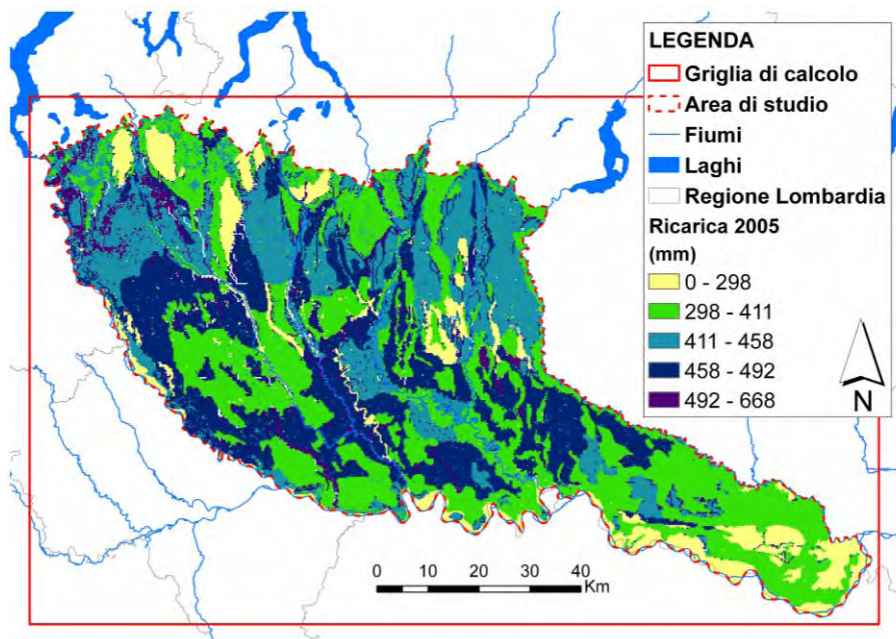 LEGENDA
Griglia di calcolo
Area di studio
Fiumi
Laghi
Regione Lombardia
Ricarica 2005
(mm)
0 - 298
298 - 411
411 - 458
458 - 492
492 - 668
N
0 10 20 30 40
Km